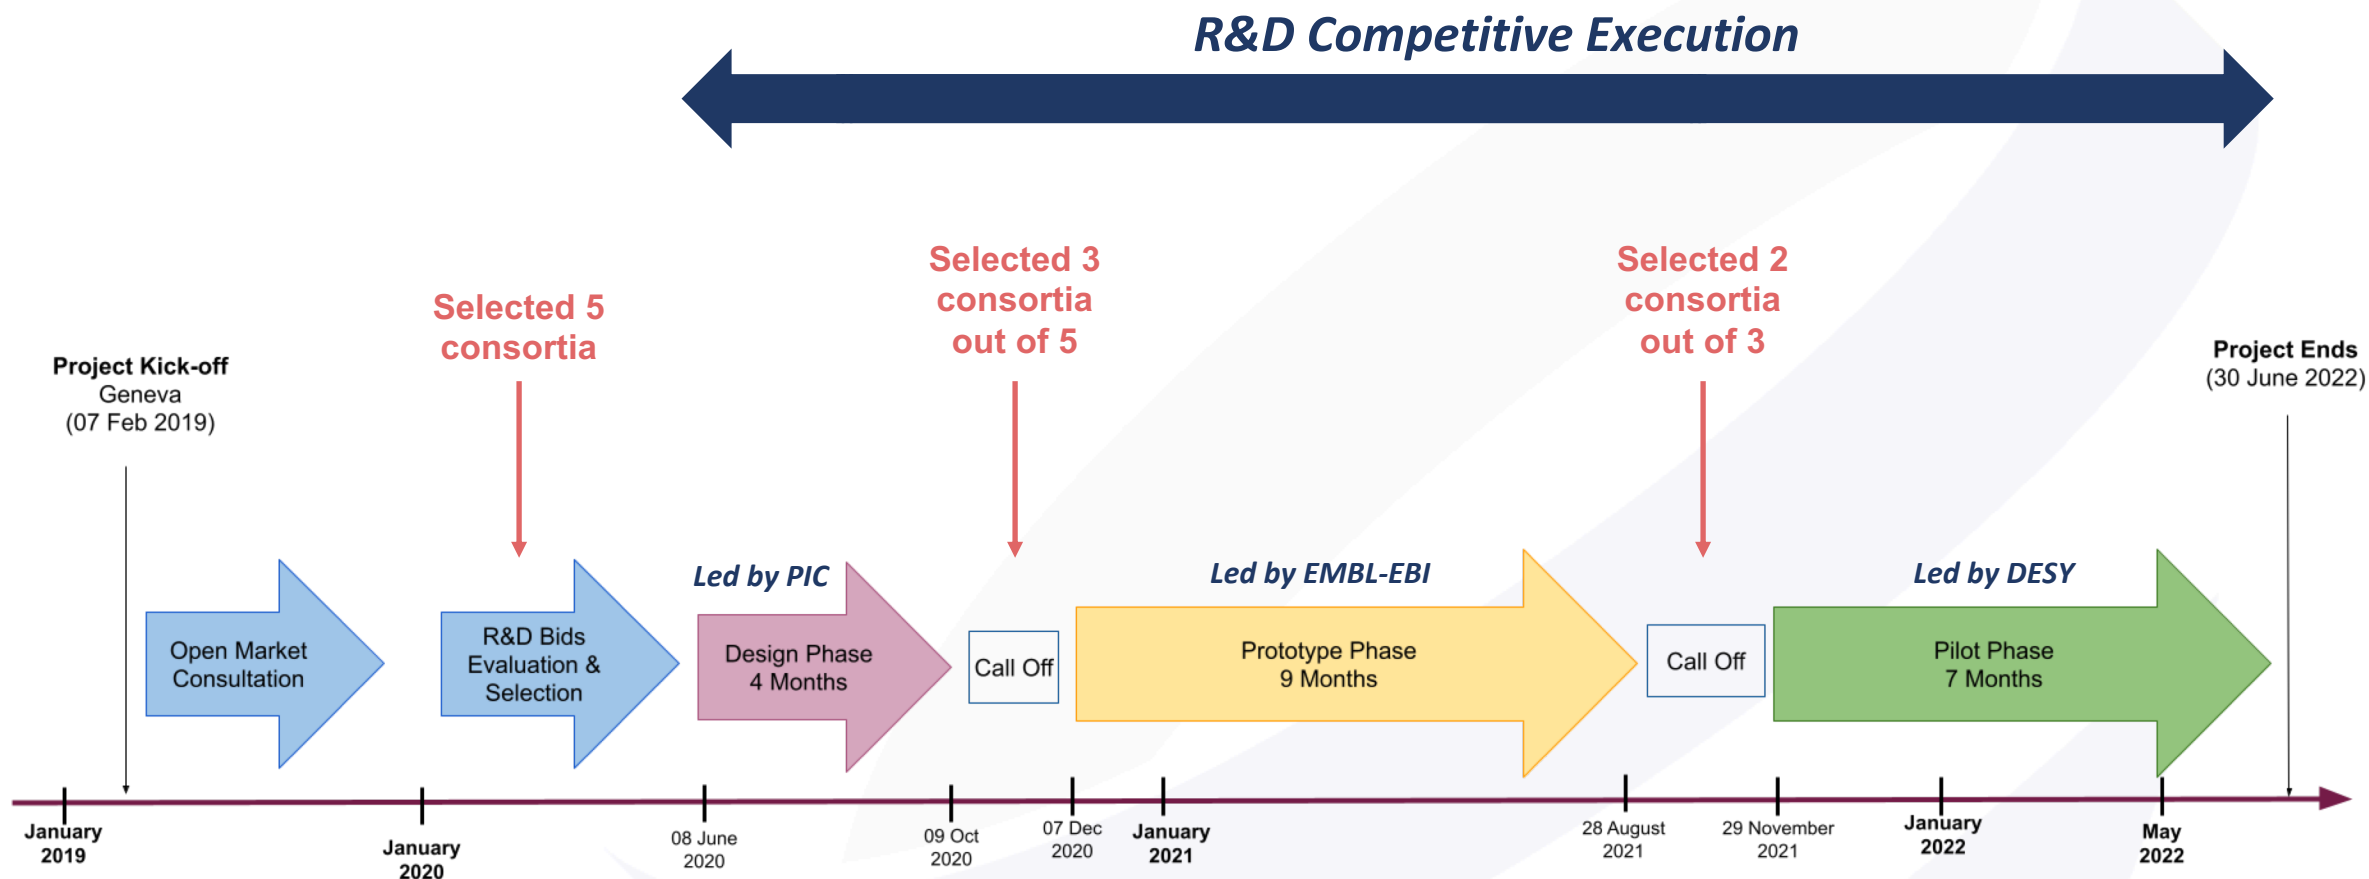 R&D Competitive Execution
Selected 5
consortia
Selected 3
consortia
out of 5
Selected 2
consortia
out of 3
Project Kick-off
Geneva
(07 Feb 2019)
Project Ends
(30 June 2022)
Led by PIC
Led by EMBL-EBI
Led by DESY
Open Market
Consultation
R&D Bids
Evaluation &
Selection
Design Phase
4 Months
Call Off
Prototype Phase
9 Months
Call Off
Pilot Phase
7 Months
January
2019
January
2020
08 June
2020
09 Oct
2020
07 Dec
2020
January
2021
28 August
2021
29 November
2021
January
2022
May
2022